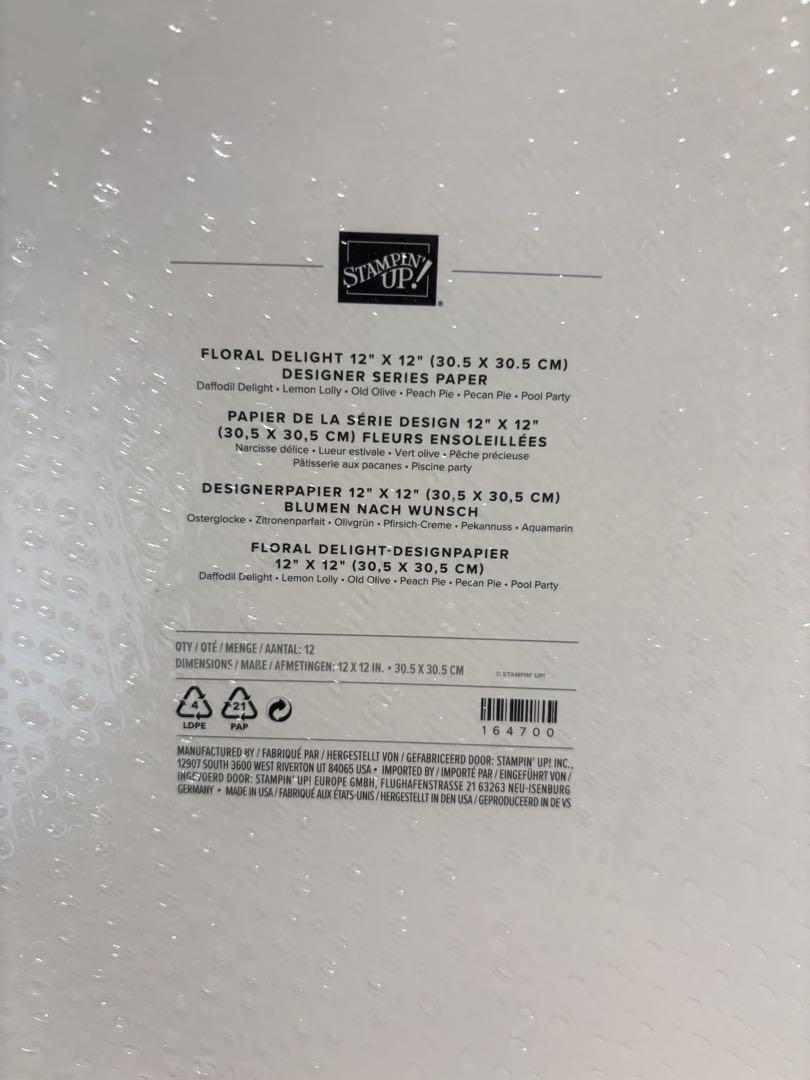 STAMPIN' UP!®
FLORAL DELIGHT 12" X 12" (30.5 X 30.5 CM)
DESIGNER SERIES PAPER
Daffodil Delight • Lemon Lolly • Old Olive • Peach Pie • Pecan Pie • Pool Party
PAPIER DE LA SÉRIE DESIGN 12" X 12"
(30,5 X 30,5 CM) FLEURS ENSOLEILLÉES
Narcisse délice • Lueur estivale • Vert olive • Pêche précieuse
Pâtisserie aux pacanes • Piscine party
DESIGNERPAPIER 12" X 12" (30,5 X 30,5 CM)
BLUMEN NACH WUNSCH
Osterglocke • Zitronenparfait • Olivgrün • Pfirsich-Creme • Pekannuss • Aquamarin
FLORAL DELIGHT-DESIGNPAPIER
12" X 12" (30,5 X 30,5 CM)
Daffodil Delight • Lemon Lolly • Old Olive • Peach Pie • Pecan Pie • Pool Party
QTY / QTÉ / MENGE / AANTAL: 12
DIMENSIONS / MAßE / AFMETINGEN: 12 X 12 IN. • 30.5 X 30.5 CM
© STAMPIN' UP!
4
LDPE
21
PAP
164700
MANUFACTURED BY / FABRIQUÉ PAR / HERGESTELLT VON / GEFABRICEERD DOOR: STAMPIN' UP! INC.,
12907 SOUTH 3600 WEST RIVERTON UT 84065 USA • IMPORTED BY / IMPORTÉ PAR / EINGEFÜHRT VON /
INGEVOERD DOOR: STAMPIN' UP! EUROPE GMBH, FLUGHAFENSTRASSE 21 63263 NEU-ISENBURG
GERMANY • MADE IN USA / FABRIQUÉ AUX ÉTATS-UNIS / HERGESTELLT IN DEN USA / GEPRODUCEERD IN DE VS